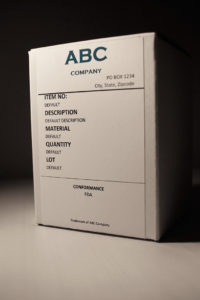 ABC
COMPANY
PO BOX 1234
City, State, Zipcode
ITEM NO:
DEFAULT
DESCRIPTION
DEFAULT DESCRIPTION
MATERIAL
DEFAULT
QUANTITY
DEFAULT
LOT
DEFAULT
CONFORMANCE
FDA
Trademark of ABC Company